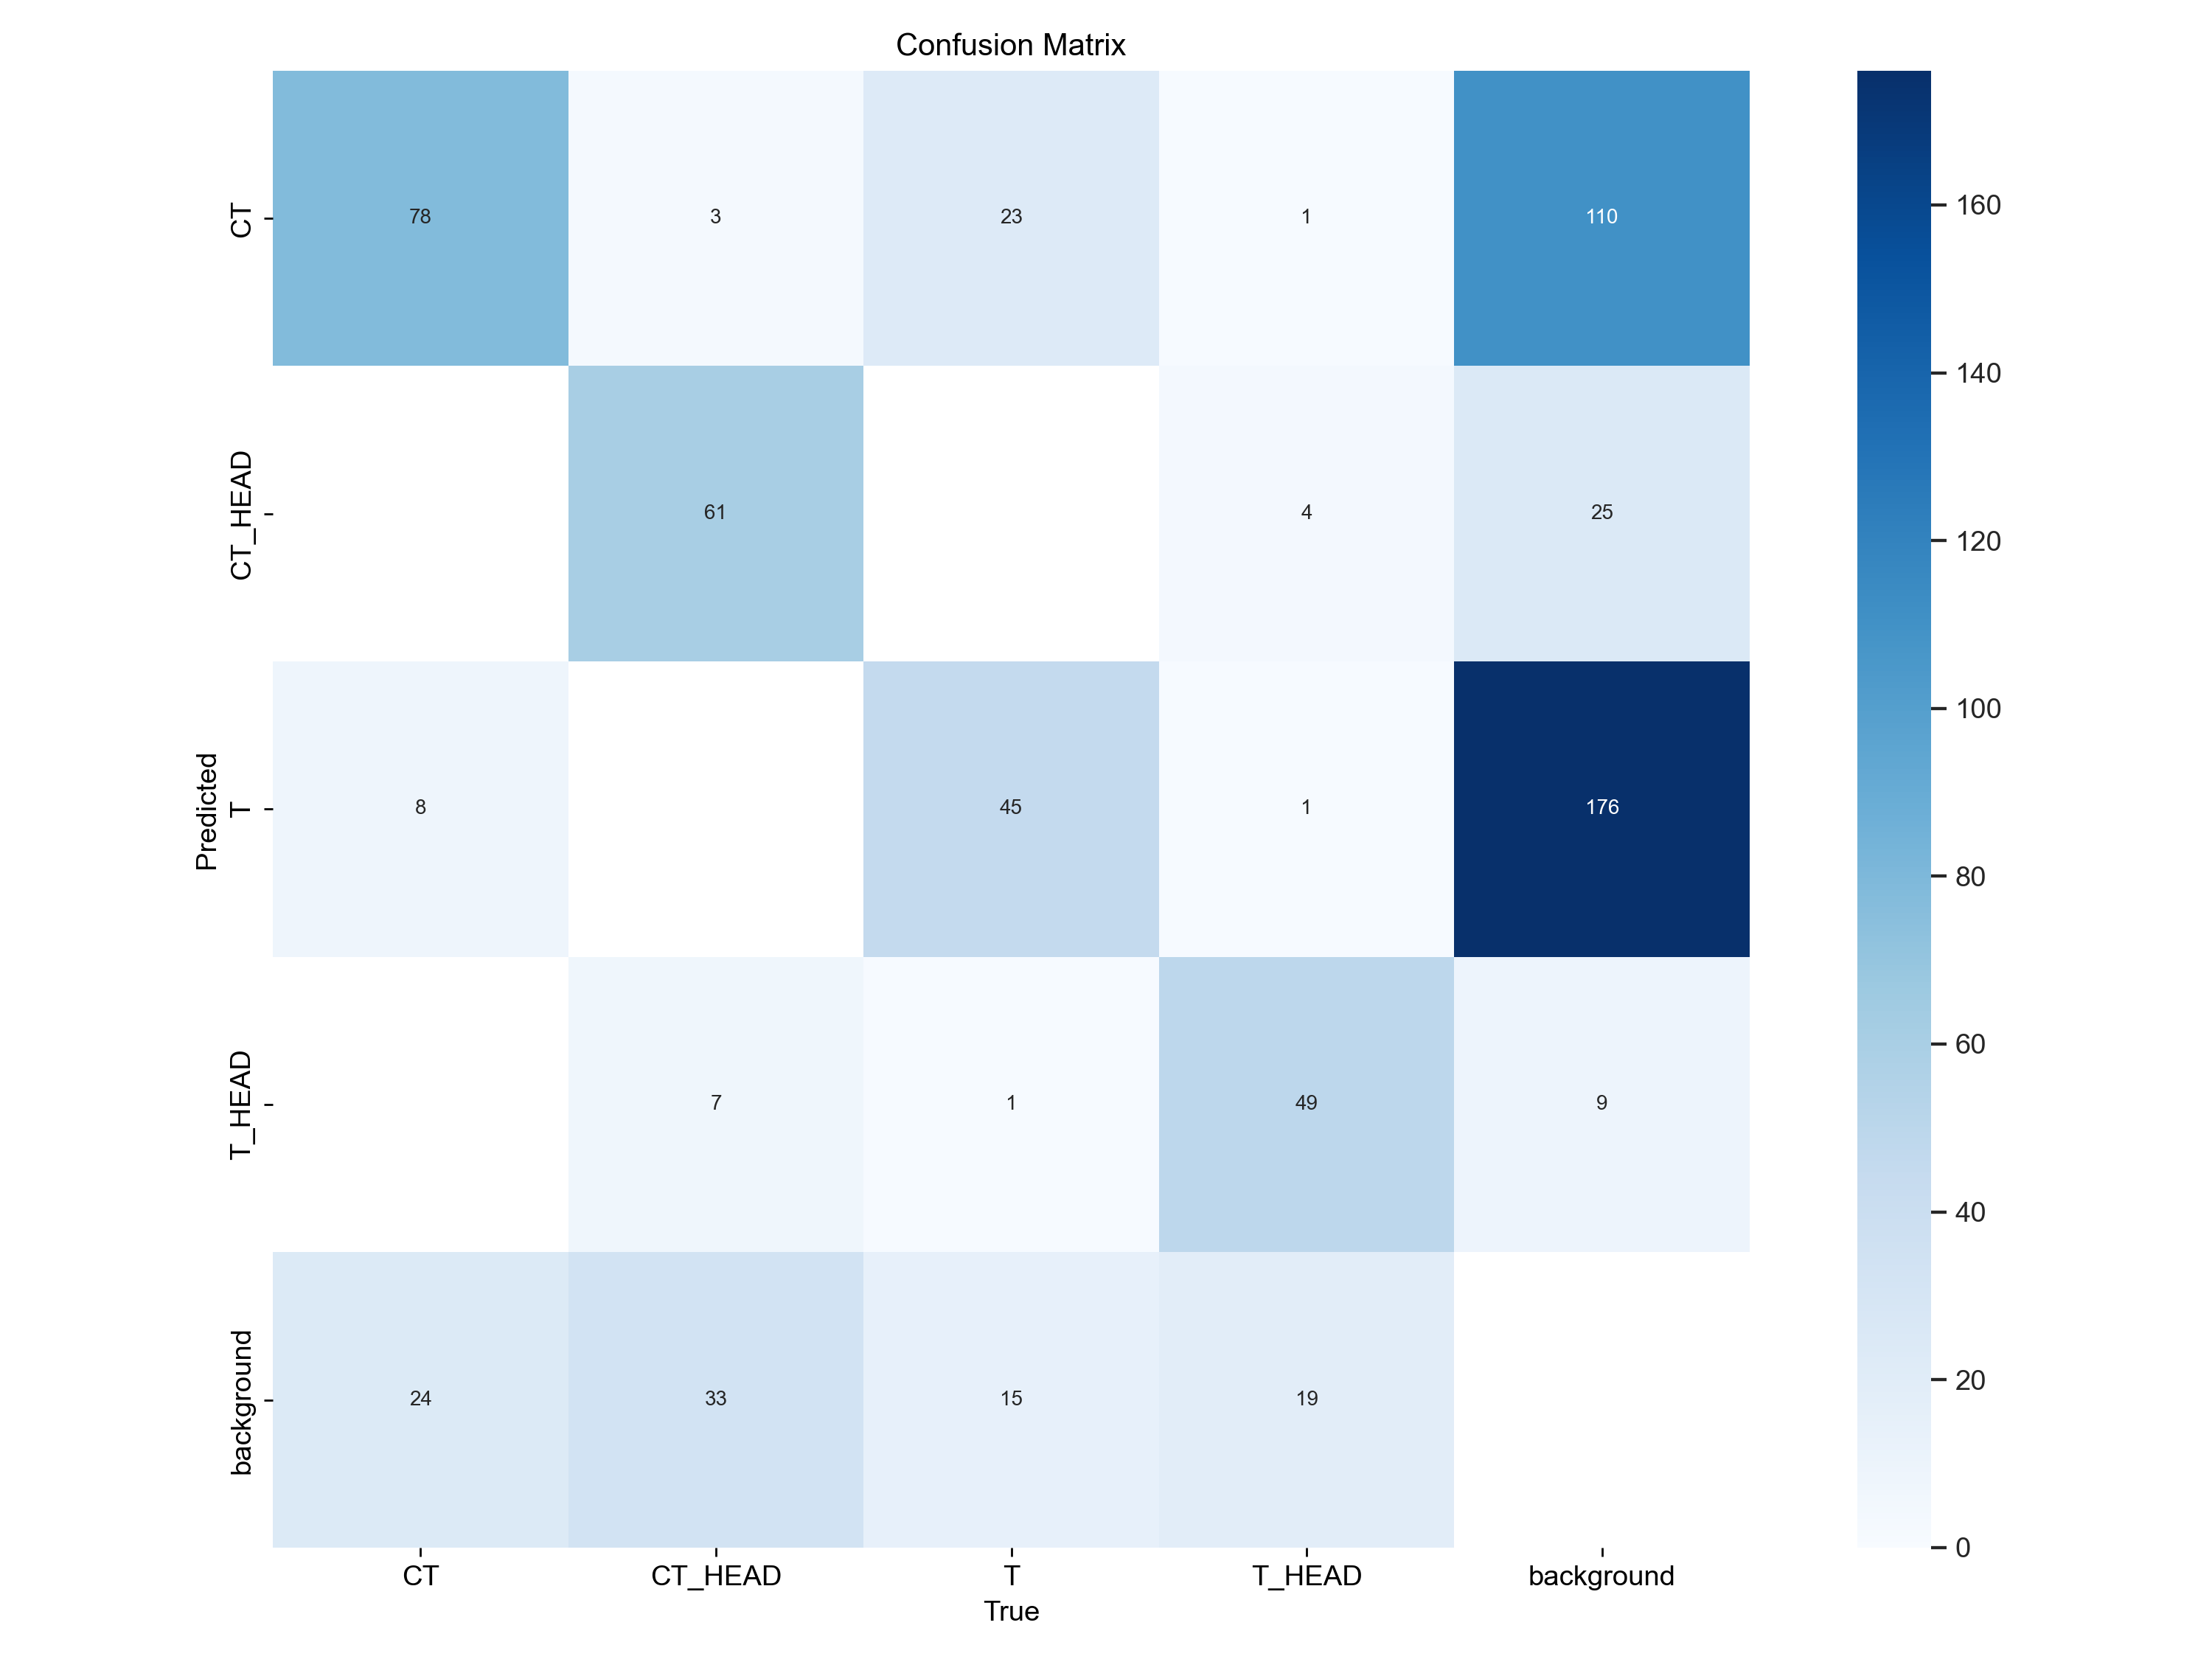 Confusion Matrix
CT 78 3 23 1 110
CT_HEAD 61 4 25
Predicted
T 8 45 1 176
T_HEAD 7 1 49 9
background 24 33 15 19
CT CT_HEAD T T_HEAD background
True
160
140
120
100
80
60
40
20
0